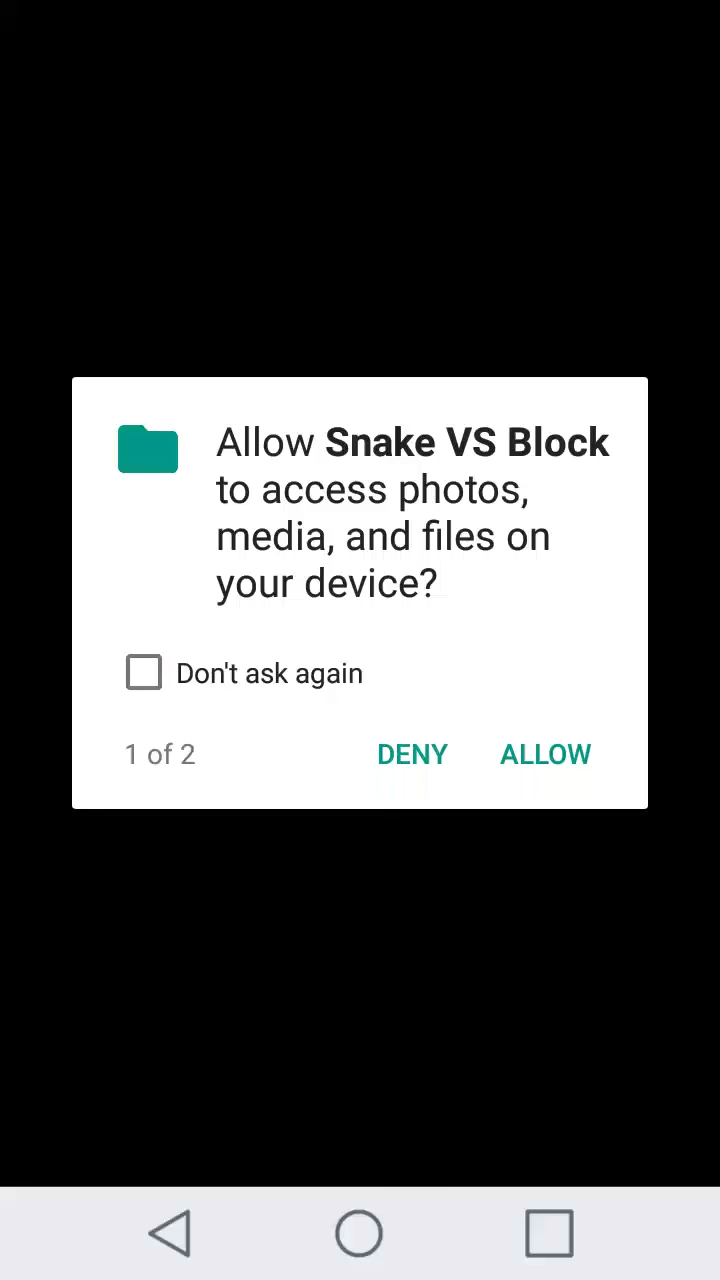 Allow Snake VS Block
to access photos,
media, and files on
your device?
Don't ask again
1 of 2
DENY
ALLOW